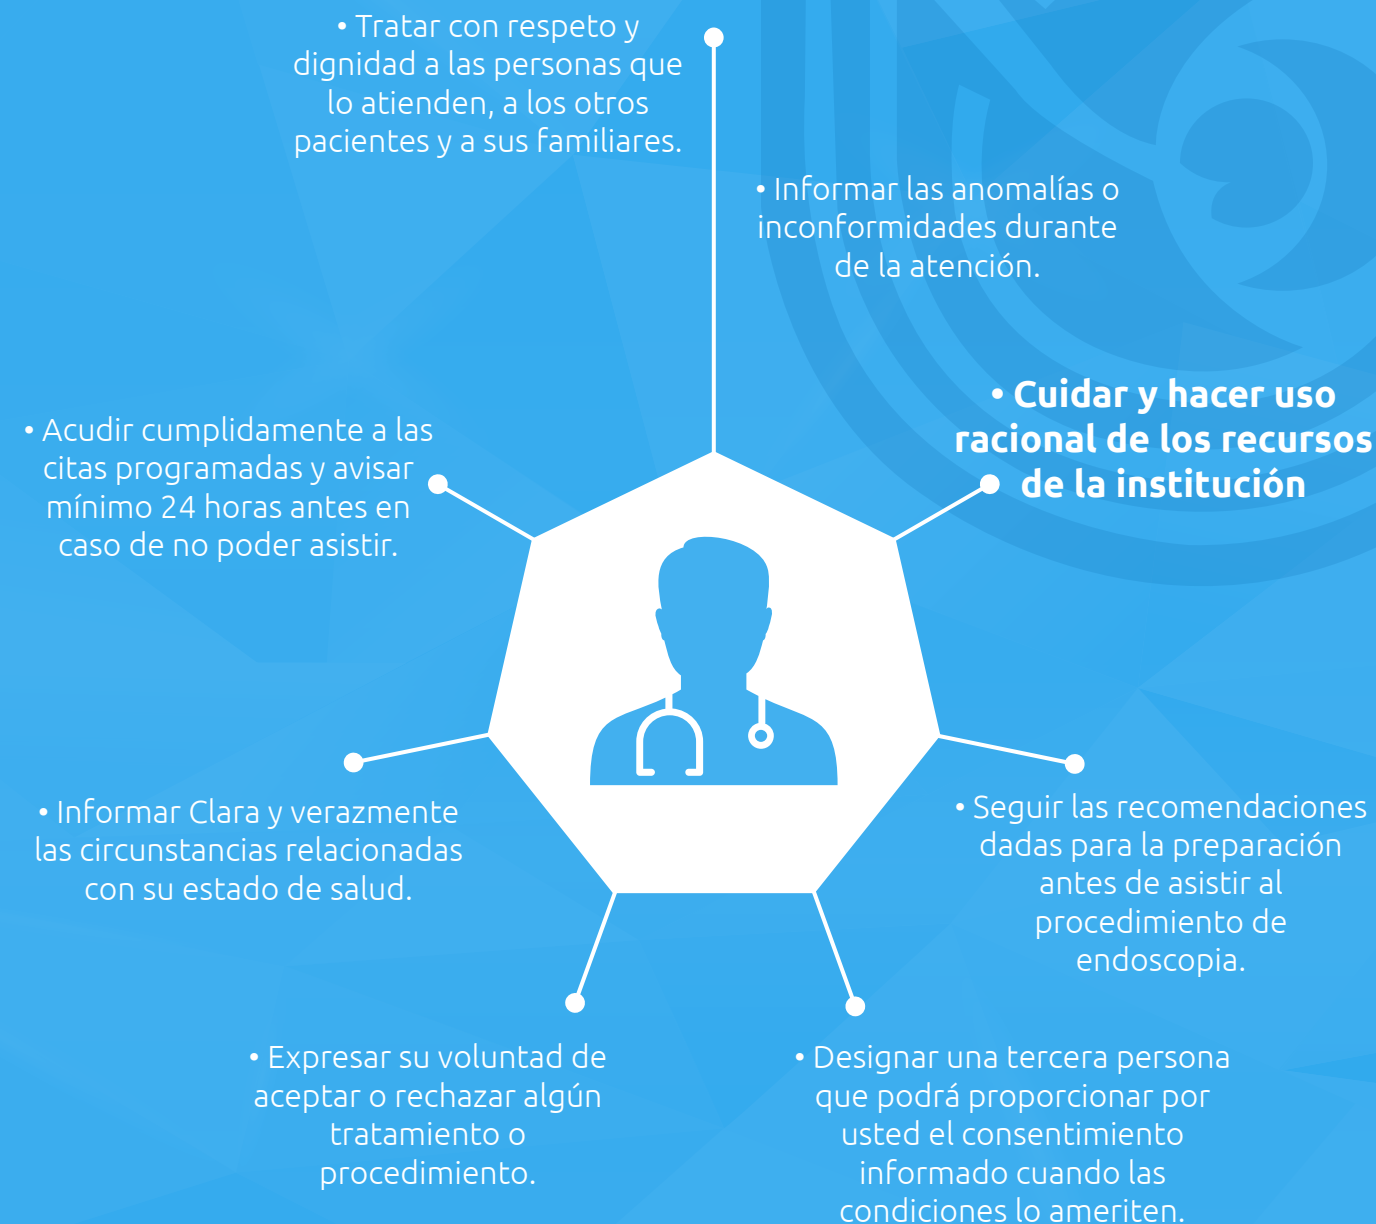 • Tratar con respeto y
dignidad a las personas que
lo atienden, a los otros
pacientes y a sus familiares.
• Informar las anomalías o
inconformidades durante
de la atención.
• Cuidar y hacer uso
racional de los recursos
de la institución
• Acudir cumplidamente a las
citas programadas y avisar
mínimo 24 horas antes en
caso de no poder asistir.
• Informar Clara y verazmente
las circunstancias relacionadas
con su estado de salud.
• Seguir las recomendaciones
dadas para la preparación
antes de asistir al
procedimiento de
endoscopia.
• Expresar su voluntad de
aceptar o rechazar algún
tratamiento o
procedimiento.
• Designar una tercera persona
que podrá proporcionar por
usted el consentimiento
informado cuando las
condiciones lo ameriten.